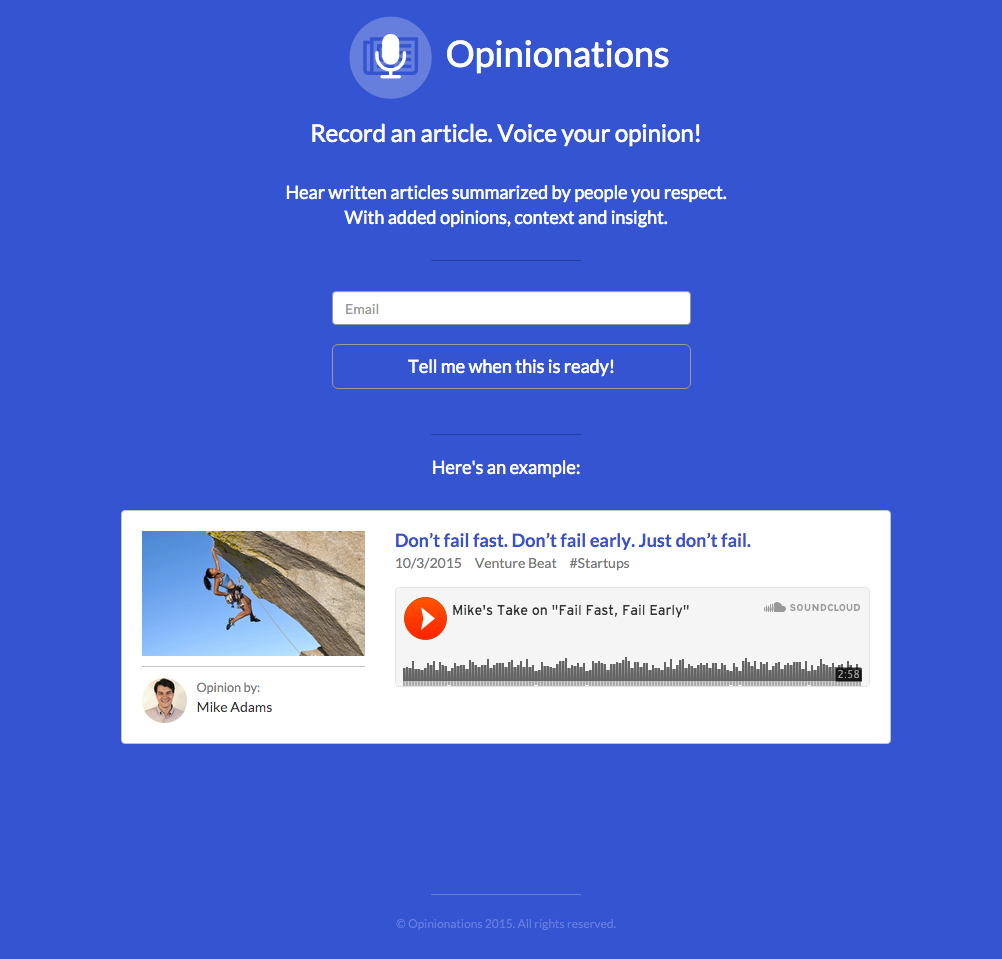 Opinionations
Record an article. Voice your opinion!
Hear written articles summarized by people you respect.
With added opinions, context and insight.
Email
Tell me when this is ready!
Here's an example:
Don’t fail fast. Don’t fail early. Just don’t fail.
10/3/2015 Venture Beat #Startups
Mike's Take on "Fail Fast, Fail Early"
SOUNDCLOUD
2:58
Opinion by:
Mike Adams
© Opinionations 2015. All rights reserved.